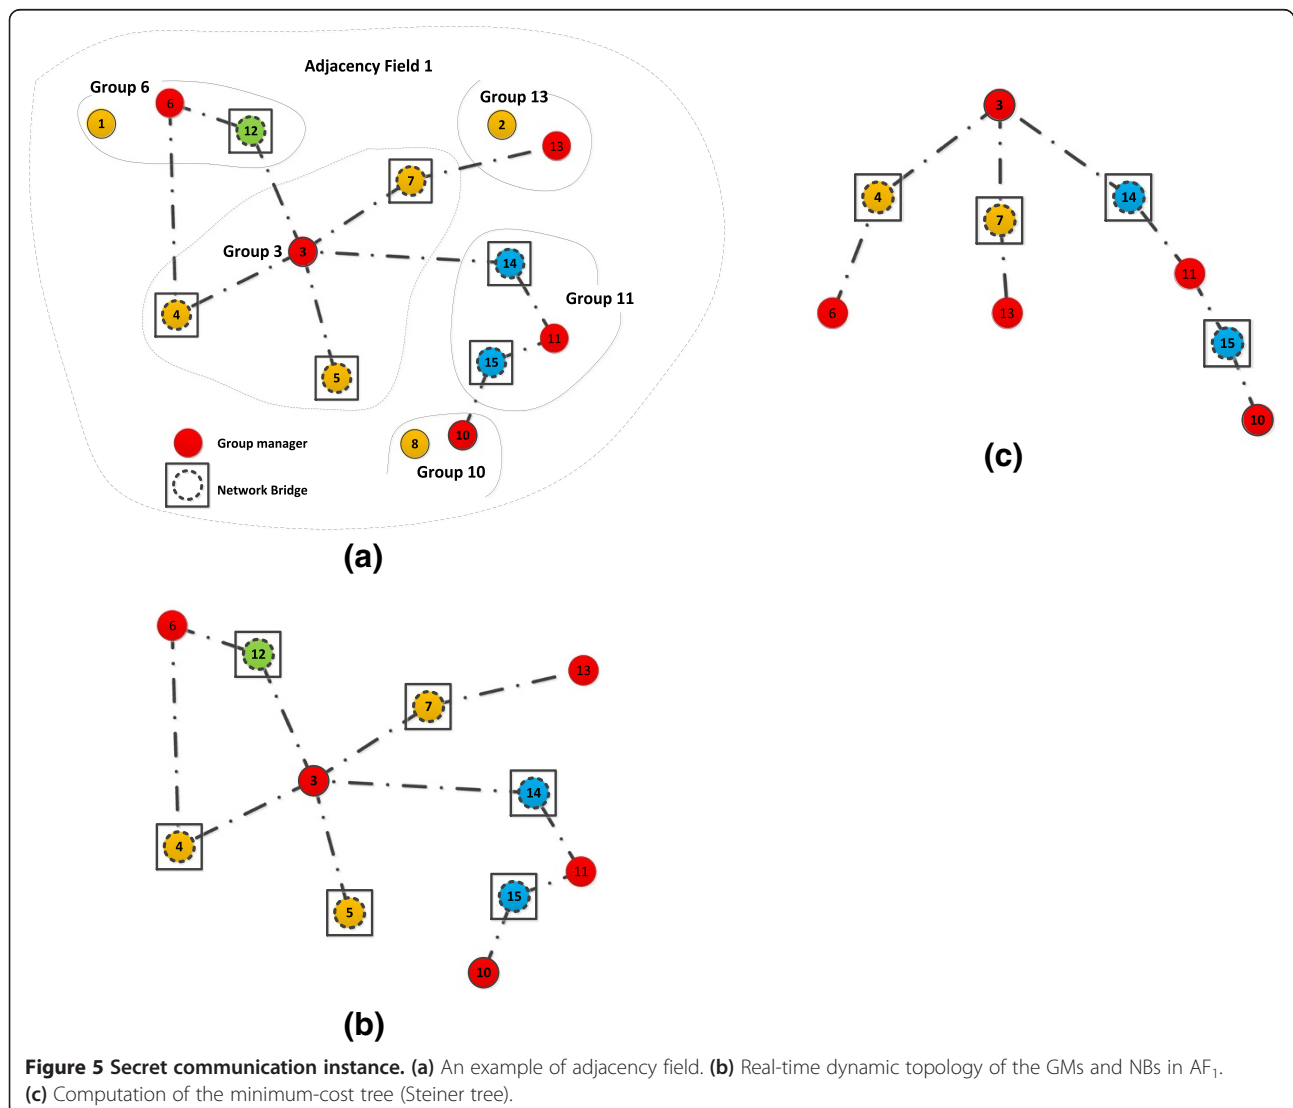 Adjacency Field 1
Group 6
6
1
12
Group 13
2
13
7
Group 3
3
14
Group 11
4
11
15
5
10
8
Group 10
Group manager
Network Bridge
(a)
3
4
14
7
11
6
13
15
10
(c)
6
12
13
7
3
14
4
11
15
5
10
(b)
Figure 5 Secret communication instance. (a) An example of adjacency field. (b) Real-time dynamic topology of the GMs and NBs in AF₁.
(c) Computation of the minimum-cost tree (Steiner tree).